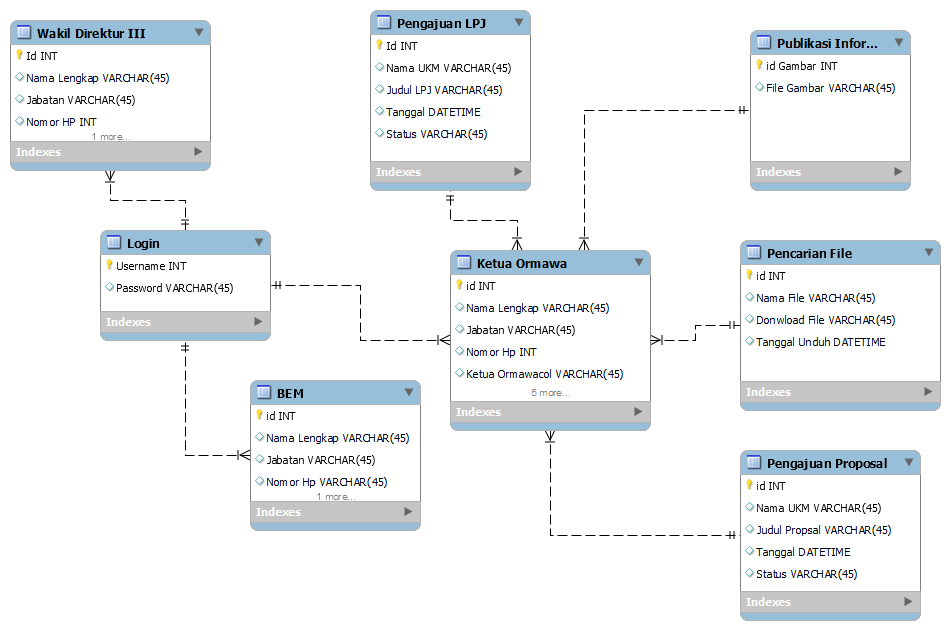 Wakil Direktur III
Id INT
Nama Lengkap VARCHAR(45)
Jabatan VARCHAR(45)
Nomor HP INT
1 more...
Indexes
Pengajuan LPJ
Id INT
Nama UKM VARCHAR(45)
Judul LPJ VARCHAR(45)
Tanggal DATETIME
Status VARCHAR(45)
Indexes
Publikasi Infor...
id Gambar INT
File Gambar VARCHAR(45)
Indexes
Login
Username INT
Password VARCHAR(45)
Indexes
Ketua Ormawa
id INT
Nama Lengkap VARCHAR(45)
Jabatan VARCHAR(45)
Nomor Hp INT
Ketua Ormawacol VARCHAR(45)
5 more...
Indexes
Pencarian File
id INT
Nama File VARCHAR(45)
Donwload File VARCHAR(45)
Tanggal Unduh DATETIME
Indexes
BEM
id INT
Nama Lengkap VARCHAR(45)
Jabatan VARCHAR(45)
Nomor Hp VARCHAR(45)
1 more...
Indexes
Pengajuan Proposal
id INT
Nama UKM VARCHAR(45)
Judul Propsal VARCHAR(45)
Tanggal DATETIME
Status VARCHAR(45)
Indexes